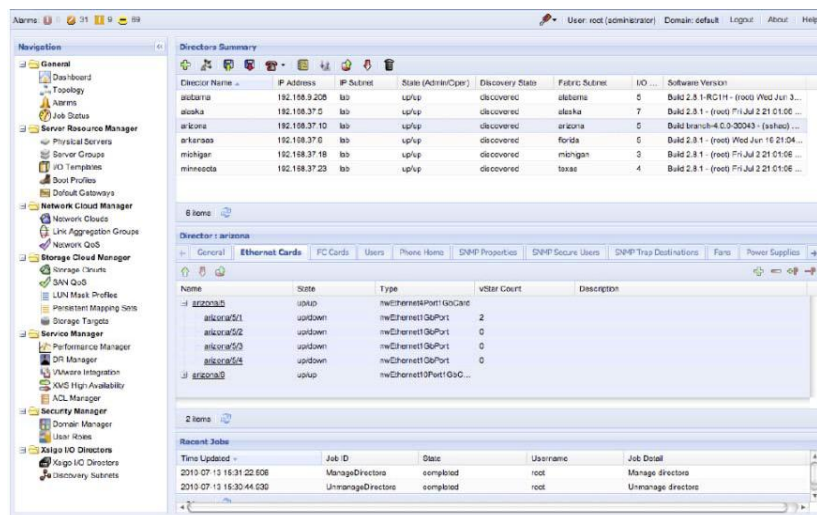 Alarms: 31 9 69
User: root (administrator) Domain: default Logout About Help
Navigation
General
Dashboard
Topology
Alarms
Job Status
Server Resource Manager
Physical Servers
Server Groups
I/O Templates
Boot Profiles
Default Gateways
Network Cloud Manager
Network Clouds
Link Aggregation Groups
Network QoS
Storage Cloud Manager
Storage Clouds
SAN QoS
LUN Mask Profiles
Persistent Mapping Sets
Storage Targets
Service Manager
Performance Manager
DR Manager
VMware Integration
XMS High Availability
ACL Manager
Security Manager
Domain Manager
User Roles
Xsigo I/O Directors
Xsigo I/O Directors
Discovery Subnets
Directors Summary
Director Name IP Address IP Subnet State (Admin/Oper) Discovery State Fabric Subnet I/O ... Software Version
alabama 192.168.9.208 lab up/up discovered alabama 5 Build 2.8.1-RC1H - (root) Wed Jun 3...
alaska 192.168.37.5 lab up/up discovered alaska 7 Build 2.8.1 - (root) Fri Jul 2 21:01:06 ...
arizona 192.168.37.10 lab up/up discovered arizona 5 Build branch-4.0.0-30043 - (sshao) ...
arkansas 192.168.37.6 lab up/up discovered florida Build 2.8.1 - (root) Wed Jun 16 21:04...
michigan 192.168.37.18 lab up/up discovered michigan 3 Build 2.8.1 - (root) Fri Jul 2 21:01:06 ...
minnesota 192.168.37.23 lab up/up discovered texas 4 Build 2.8.1 - (root) Fri Jul 2 21:01:06 ...
6 items
Director : arizona
General Ethernet Cards FC Cards Users Phone Home SNMP Properties SNMP Secure Users SNMP Trap Destinations Fans Power Supplies
Name State Type vStar Count Description
arizona/5 up/up nwEthernet4Port1GbCard
arizona/5/1 up/down nwEthernet1GbPort 2
arizona/5/2 up/down nwEthernet1GbPort 0
arizona/5/3 up/down nwEthernet1GbPort 0
arizona/5/4 up/down nwEthernet1GbPort 0
arizona/9 up/up nwEthernet10Port1GbC...
2 items
Recent Jobs
Time Updated Job ID State Username Job Detail
2010-07-13 15:31:22.506 ManageDirectors completed root Manage directors
2010-07-13 15:30:44.939 UnmanageDirectors completed root Unmanage directors